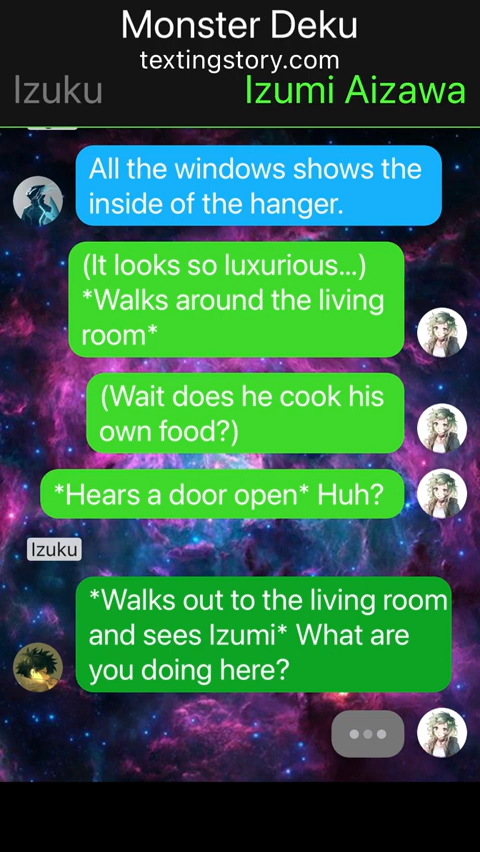 Monster Deku
textingstory.com
Izuku
Izumi Aizawa
All the windows shows the
inside of the hanger.
(It looks so luxurious...)
*Walks around the living
room*
(Wait does he cook his
own food?)
*Hears a door open* Huh?
Izuku
*Walks out to the living room
and sees Izumi* What are
you doing here?